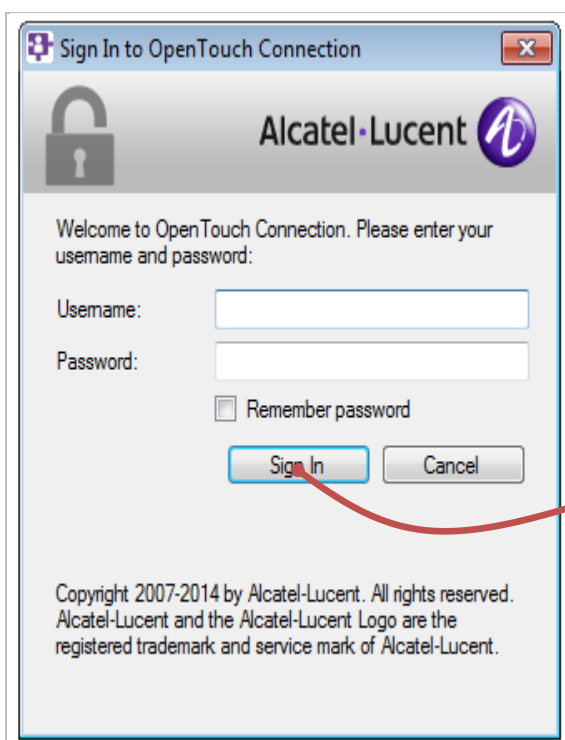 Sign In to OpenTouch Connection
Alcatel·Lucent
Welcome to OpenTouch Connection. Please enter your
username and password:
Username:
Password:
Remember password
Sign In Cancel
Copyright 2007-2014 by Alcatel-Lucent. All rights reserved.
Alcatel-Lucent and the Alcatel-Lucent Logo are the
registered trademark and service mark of Alcatel-Lucent.